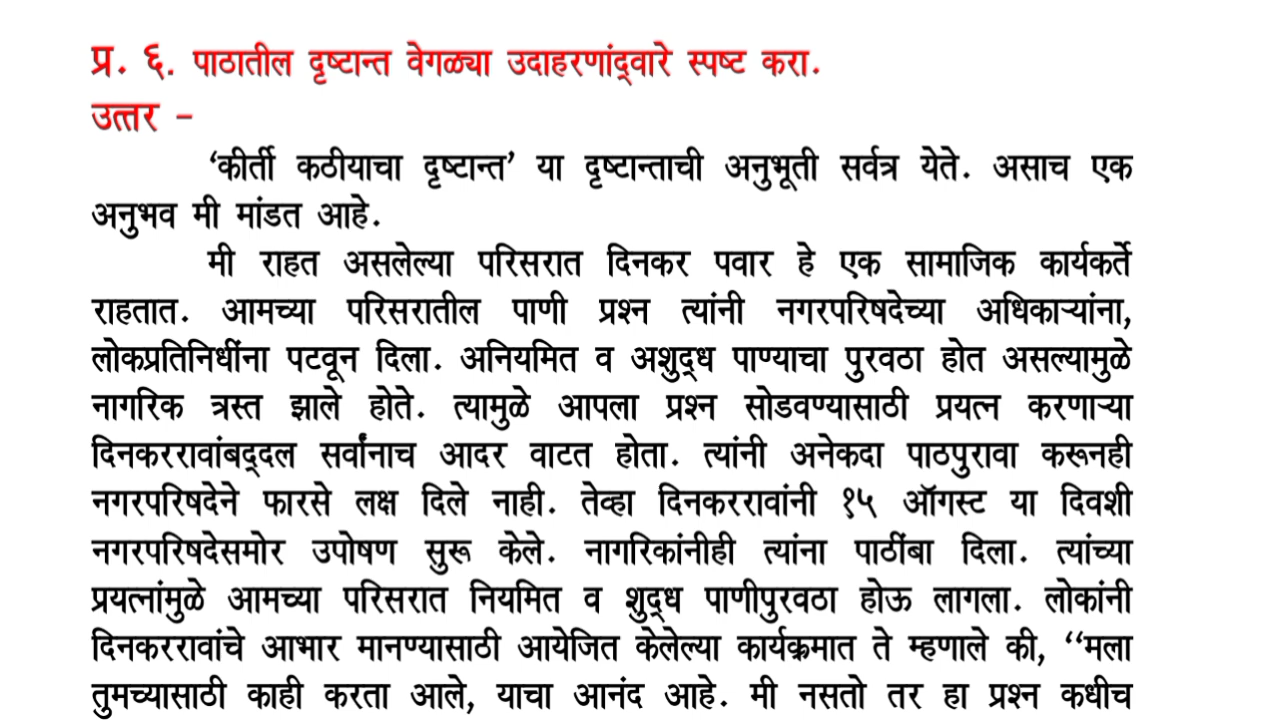 प्र. ६. पाठातील दृष्टान्त वेगळ्या उदाहरणांद्‌वारे स्पष्ट करा.
उत्तर –
‘कीर्ती कठीयाचा दृष्टान्त’ या दृष्टान्ताची अनुभूती सर्वत्र येते. असाच एक
अनुभव मी मांडत आहे.
मी राहत असलेल्या परिसरात दिनकर पवार हे एक सामाजिक कार्यकर्ते
राहतात. आमच्या परिसरातील पाणी प्रश्न त्यांनी नगरपरिषदेच्या अधिकाऱ्यांना,
लोकप्रतिनिधींना पटवून दिला. अनियमित व अशुद्‌ध पाण्याचा पुरवठा होत असल्यामुळे
नागरिक त्रस्त झाले होते. त्यामुळे आपला प्रश्न सोडवण्यासाठी प्रयत्न करणाऱ्या
दिनकररावांबद्‌दल सर्वांनाच आदर वाटत होता. त्यांनी अनेकदा पाठपुरावा करूनही
नगरपरिषदेने फारसे लक्ष दिले नाही. तेव्हा दिनकररावांनी १५ ऑगस्ट या दिवशी
नगरपरिषदेसमोर उपोषण सुरू केले. नागरिकांनीही त्यांना पाठींबा दिला. त्यांच्या
प्रयत्नांमुळे आमच्या परिसरात नियमित व शुद्‌ध पाणीपुरवठा होऊ लागला. लोकांनी
दिनकररावांचे आभार मानण्यासाठी आयेजित केलेल्या कार्यक्रमात ते म्हणाले की, ‘‘मला
तुमच्यासाठी काही करता आले, याचा आनंद आहे. मी नसतो तर हा प्रश्न कधीच